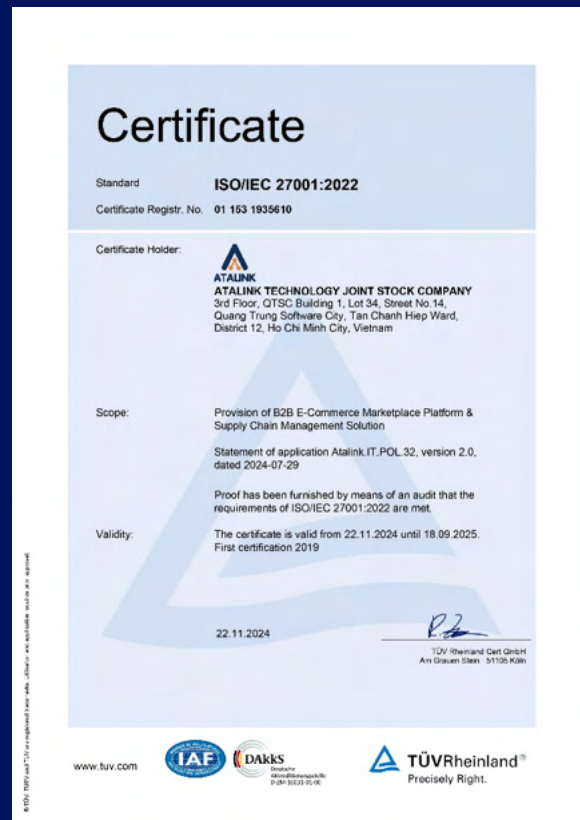 Certificate
Standard ISO/IEC 27001:2022
Certificate Registr. No. 01 153 1935610
Certificate Holder:
ATALINK
ATALINK TECHNOLOGY JOINT STOCK COMPANY
3rd Floor, QTSC Building 1, Lot 34, Street No.14,
Quang Trung Software City, Tan Chanh Hiep Ward,
District 12, Ho Chi Minh City, Vietnam
Scope: Provision of B2B E-Commerce Marketplace Platform &
Supply Chain Management Solution
Statement of application Atalink.IT.POL.32, version 2.0,
dated 2024-07-29
Proof has been furnished by means of an audit that the
requirements of ISO/IEC 27001:2022 are met.
Validity: The certificate is valid from 22.11.2024 until 18.09.2025.
First certification 2019
22.11.2024
TÜV Rheinland Cert GmbH
Am Grauen Stein · 51105 Köln
www.tuv.com
IAF
DAkkS
Deutsche
Akkreditierungsstelle
TÜVRheinland®
Precisely Right.